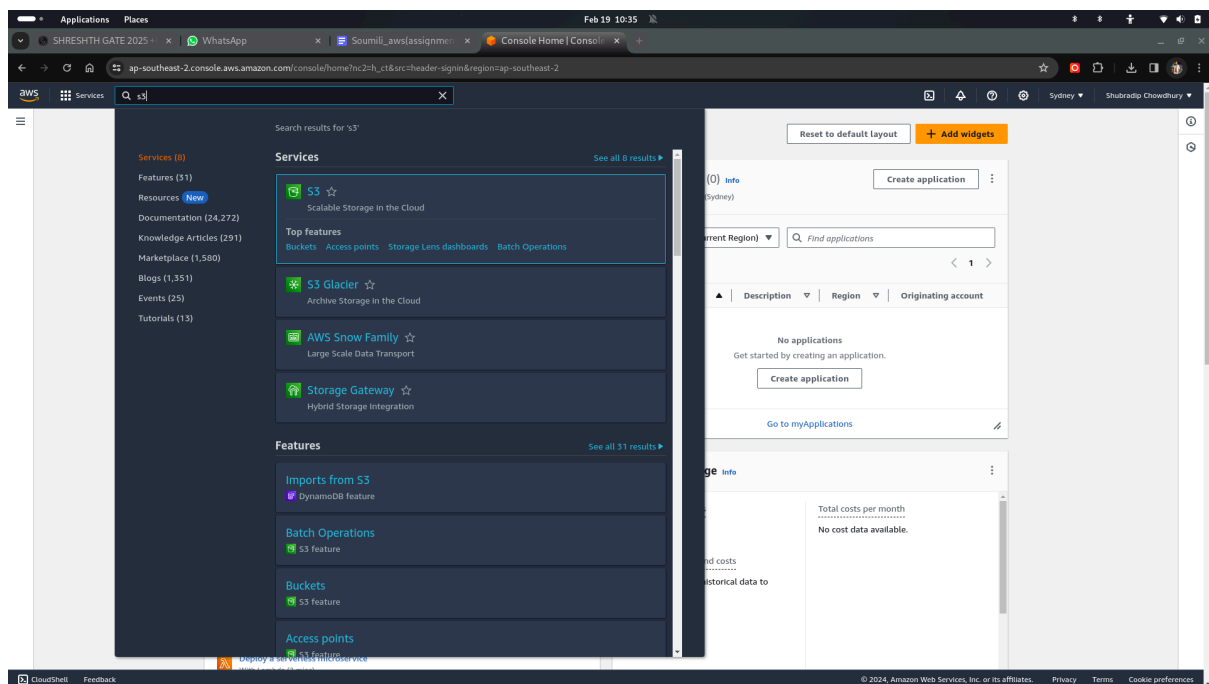 Applications Places
Feb 19 10:35
SHRESHTH GATE 2025 -
WhatsApp
Soumili_aws(assignmen
Console Home | Consol
ap-southeast-2.console.aws.amazon.com/console/home?nc2=h_ct&src=header-signin&region=ap-southeast-2
aws
Services
s3
Sydney
Shubradip Chowdhury
Search results for 's3'
Services (8)
Features (31)
Resources New
Documentation (24,272)
Knowledge Articles (291)
Marketplace (1,580)
Blogs (1,351)
Events (25)
Tutorials (13)
Services
See all 8 results
S3
Scalable Storage in the Cloud
Top features
Buckets Access points Storage Lens dashboards Batch Operations
S3 Glacier
Archive Storage in the Cloud
AWS Snow Family
Large Scale Data Transport
Storage Gateway
Hybrid Storage Integration
Features
See all 31 results
Imports from S3
DynamoDB feature
Batch Operations
S3 feature
Buckets
S3 feature
Access points
S3 feature
Deploy a serverless microservice
Reset to default layout
+ Add widgets
(0) Info
(Sydney)
Create application
rrent Region)
Find applications
1
Description
Region
Originating account
No applications
Get started by creating an application.
Create application
Go to myApplications
ge Info
Total costs per month
No cost data available.
nd costs
istorical data to
CloudShell Feedback
© 2024, Amazon Web Services, Inc. or its affiliates. Privacy Terms Cookie preferences